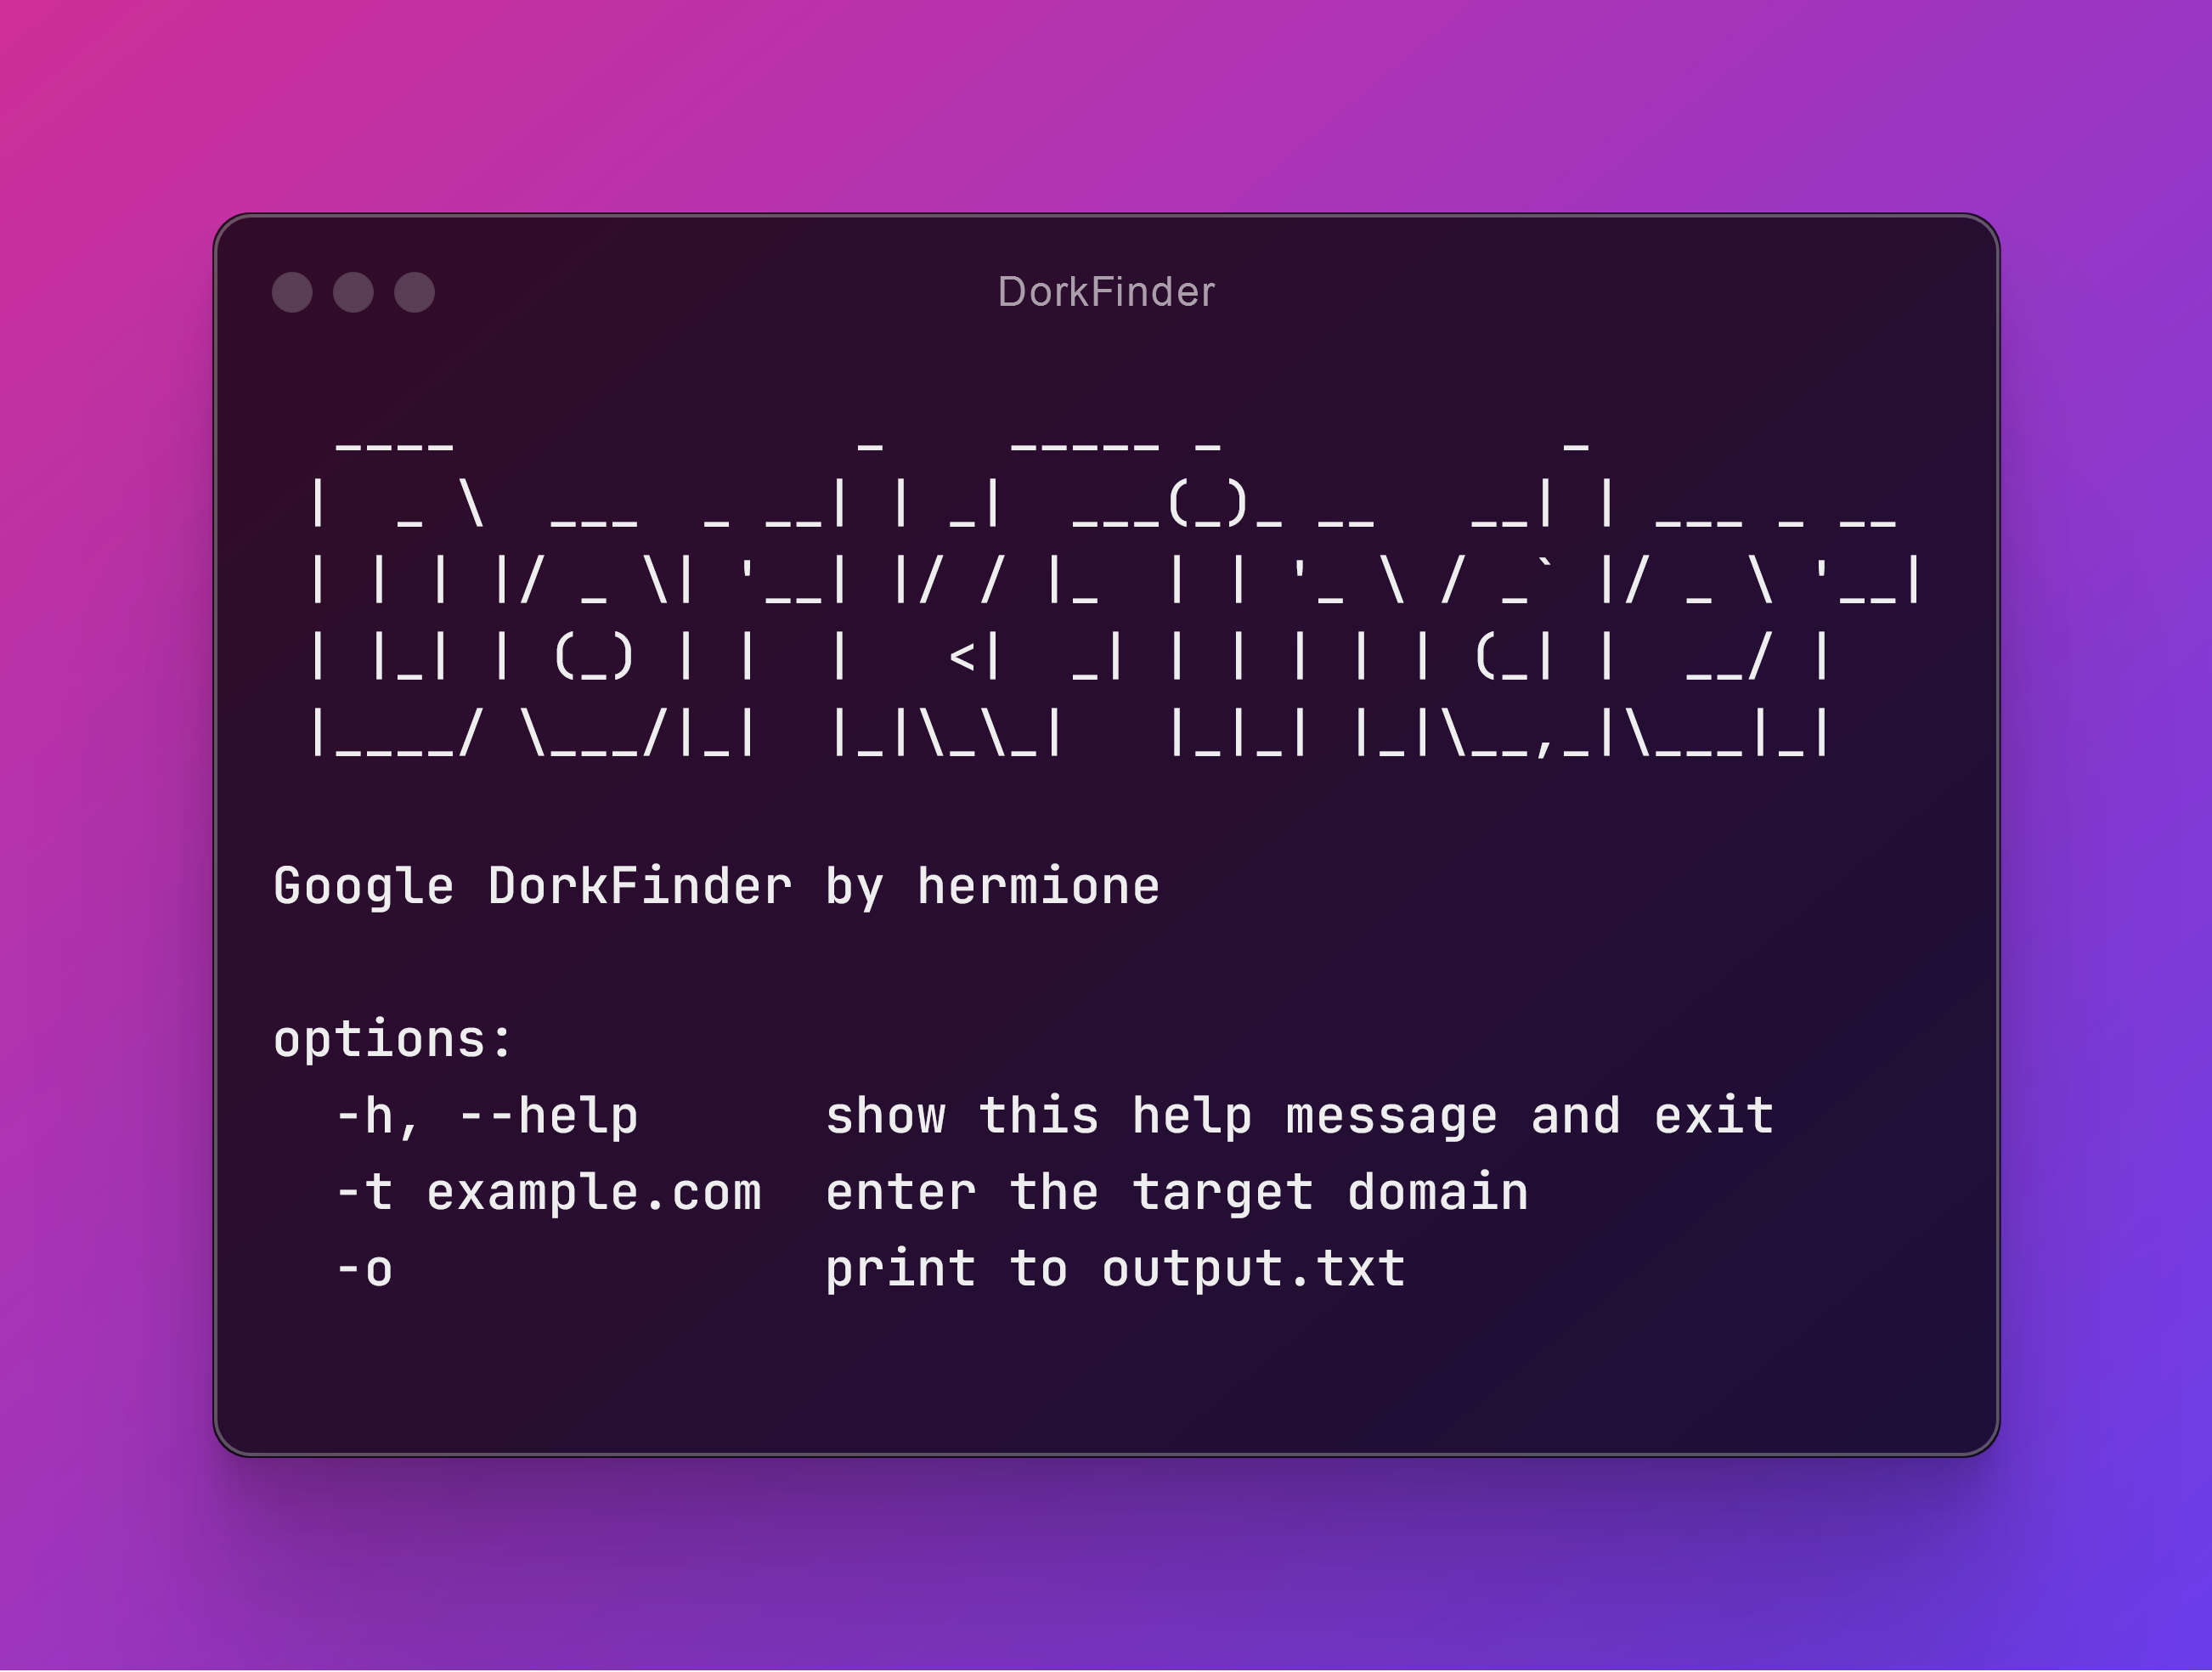 DorkFinder
  ____             _    _____ _           _
 |  _ \  ___  _ __| | _|  ___(_)_ __   __| | ___ _ __
 | | | |/ _ \| '__| |/ / |_  | | '_ \ / _` |/ _ \ '__|
 | |_| | (_) | |  |   <|  _| | | | | | (_| |  __/ |
 |____/ \___/|_|  |_|\_\_|   |_|_| |_|\__,_|\___|_|
Google DorkFinder by hermione
options:
  -h, --help      show this help message and exit
  -t example.com  enter the target domain
  -o              print to output.txt